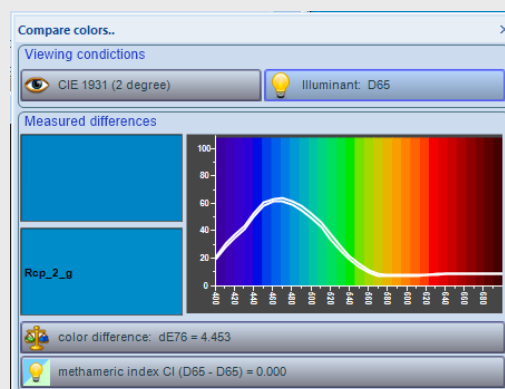 Compare colors..
Viewing condictions
CIE 1931 (2 degree)
Illuminant: D65
Measured differences
100
80
60
40
20
0
400 420 440 460 480 500 520 540 560 580 600 620 640 660 680
Rcp_2_g
color difference: dE76 = 4.453
methameric index CI (D65 - D65) = 0.000